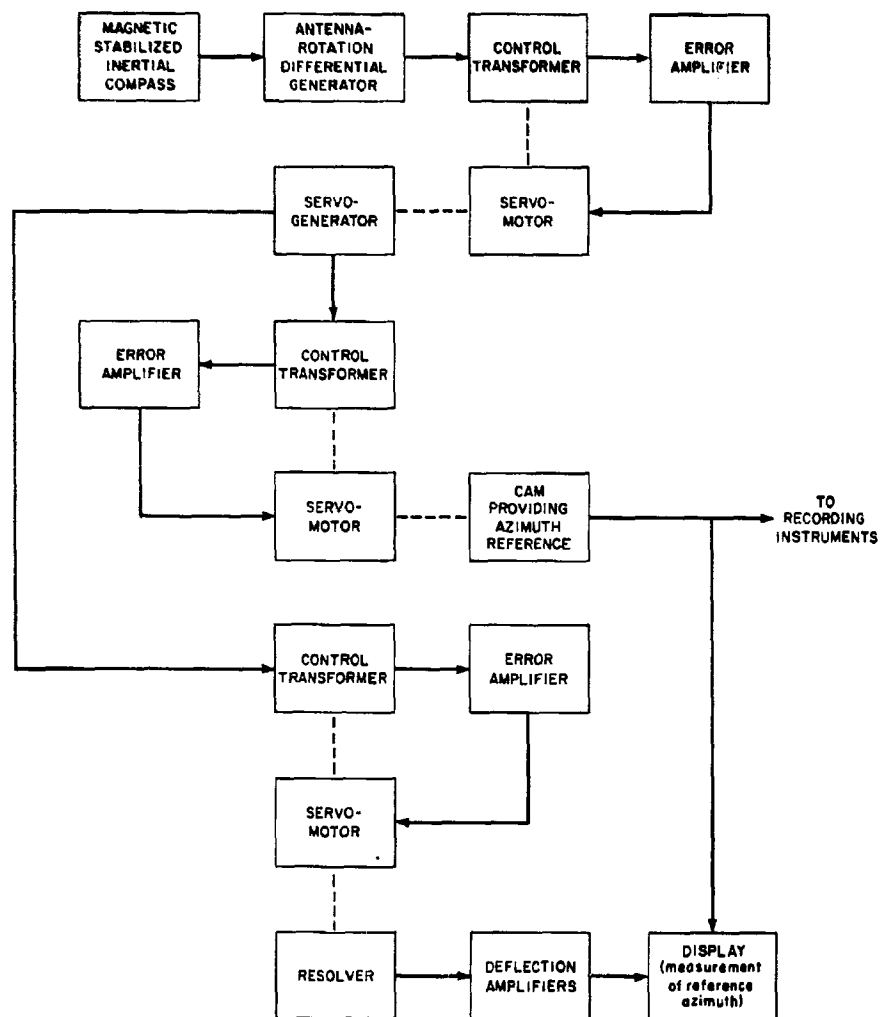 MAGNETIC
STABILIZED
INERTIAL
COMPASS
ANTENNA-
ROTATION
DIFFERENTIAL
GENERATOR
CONTROL
TRANSFORMER
ERROR
AMPLIFIER
SERVO-
GENERATOR
SERVO-
MOTOR
ERROR
AMPLIFIER
CONTROL
TRANSFORMER
SERVO-
MOTOR
CAM
PROVIDING
AZIMUTH
REFERENCE
TO
RECORDING
INSTRUMENTS
CONTROL
TRANSFORMER
ERROR
AMPLIFIER
SERVO-
MOTOR
RESOLVER
DEFLECTION
AMPLIFIERS
DISPLAY
(measurement
of reference
azimuth)